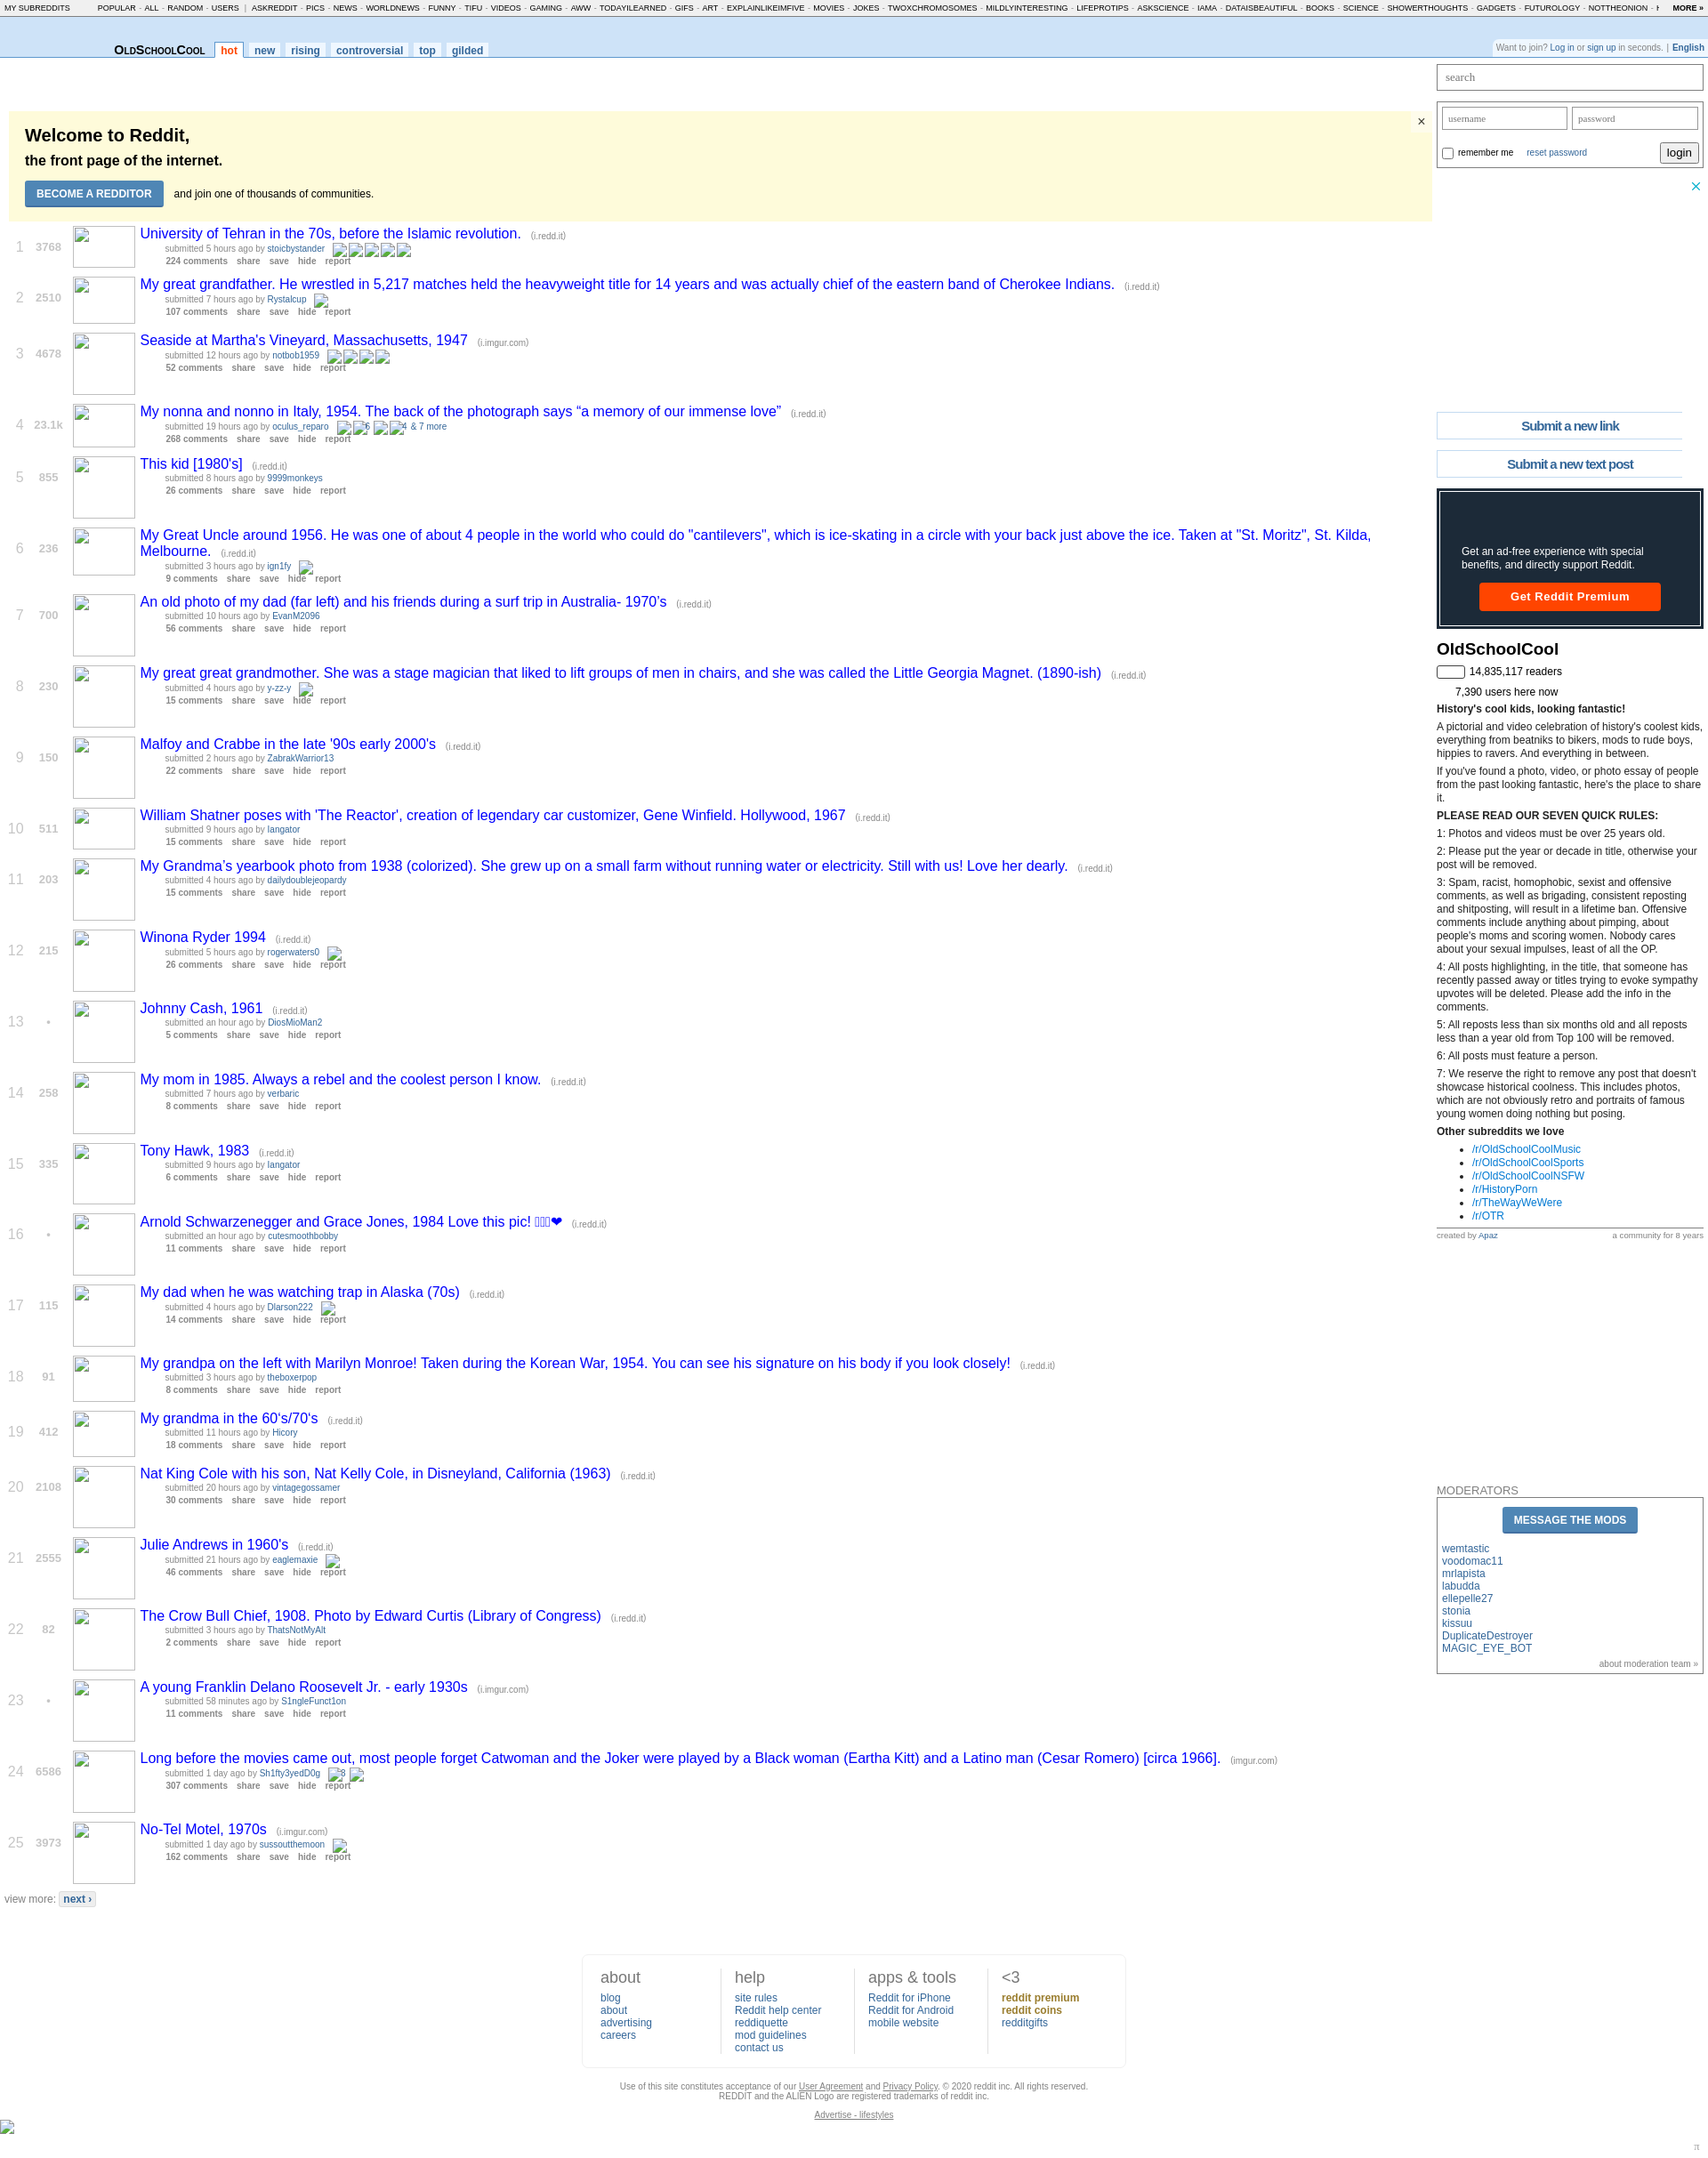 MY SUBREDDITS POPULAR - ALL - RANDOM - USERS | ASKREDDIT - PICS - NEWS - WORLDNEWS - FUNNY - TIFU - VIDEOS - GAMING - AWW - TODAYILEARNED - GIFS - ART - EXPLAINLIKEIMFIVE - MOVIES - JOKES - TWOXCHROMOSOMES - MILDLYINTERESTING - LIFEPROTIPS - ASKSCIENCE - IAMA - DATAISBEAUTIFUL - BOOKS - SCIENCE - SHOWERTHOUGHTS - GADGETS - FUTUROLOGY - NOTTHEONION MORE »
OLDSCHOOLCOOL hot new rising controversial top gilded
Want to join? Log in or sign up in seconds. | English
Welcome to Reddit,
the front page of the internet.
×
BECOME A REDDITOR and join one of thousands of communities.
1 3768 University of Tehran in the 70s, before the Islamic revolution. (i.redd.it)
submitted 5 hours ago by stoicbystander
224 comments share save hide report
2 2510 My great grandfather. He wrestled in 5,217 matches held the heavyweight title for 14 years and was actually chief of the eastern band of Cherokee Indians. (i.redd.it)
submitted 7 hours ago by Rystalcup
107 comments share save hide report
3 4678 Seaside at Martha's Vineyard, Massachusetts, 1947 (i.imgur.com)
submitted 12 hours ago by notbob1959
52 comments share save hide report
4 23.1k My nonna and nonno in Italy, 1954. The back of the photograph says “a memory of our immense love” (i.redd.it)
submitted 19 hours ago by oculus_reparo 6 4 & 7 more
268 comments share save hide report
5 855 This kid [1980's] (i.redd.it)
submitted 8 hours ago by 9999monkeys
26 comments share save hide report
6 236 My Great Uncle around 1956. He was one of about 4 people in the world who could do "cantilevers", which is ice-skating in a circle with your back just above the ice. Taken at "St. Moritz", St. Kilda,
Melbourne. (i.redd.it)
submitted 3 hours ago by ign1fy
9 comments share save hide report
7 700 An old photo of my dad (far left) and his friends during a surf trip in Australia- 1970’s (i.redd.it)
submitted 10 hours ago by EvanM2096
56 comments share save hide report
8 230 My great great grandmother. She was a stage magician that liked to lift groups of men in chairs, and she was called the Little Georgia Magnet. (1890-ish) (i.redd.it)
submitted 4 hours ago by y-zz-y
15 comments share save hide report
9 150 Malfoy and Crabbe in the late '90s early 2000's (i.redd.it)
submitted 2 hours ago by ZabrakWarrior13
22 comments share save hide report
10 511 William Shatner poses with 'The Reactor', creation of legendary car customizer, Gene Winfield. Hollywood, 1967 (i.redd.it)
submitted 9 hours ago by
15 comments share save hide report
11 203 My Grandma’s yearbook photo from 1938 (colorized). She grew up on a small farm without running water or electricity. Still with us! Love her dearly. (i.redd.it)
submitted 4 hours ago by dailydoublejeopardy
15 comments share save hide report
12 215 Winona Ryder 1994 (i.redd.it)
submitted 5 hours ago by rogerwaters0
26 comments share save hide report
13 • Johnny Cash, 1961 (i.redd.it)
submitted an hour ago by DiosMioMan2
5 comments share save hide report
14 258 My mom in 1985. Always a rebel and the coolest person I know. (i.redd.it)
submitted 7 hours ago by verbaric
8 comments share save hide report
15 335 Tony Hawk, 1983 (i.redd.it)
submitted 9 hours ago by
6 comments share save hide report
16 • Arnold Schwarzenegger and Grace Jones, 1984 Love this pic! ❤ (i.redd.it)
submitted an hour ago by cutesmoothbobby
11 comments share save hide report
17 115 My dad when he was watching trap in Alaska (70s) (i.redd.it)
submitted 4 hours ago by Dlarson222
14 comments share save hide report
18 91 My grandpa on the left with Marilyn Monroe! Taken during the Korean War, 1954. You can see his signature on his body if you look closely! (i.redd.it)
submitted 3 hours ago by theboxerpop
8 comments share save hide report
19 412 My grandma in the 60‘s/70‘s (i.redd.it)
submitted 11 hours ago by Hicory
18 comments share save hide report
20 2108 Nat King Cole with his son, Nat Kelly Cole, in Disneyland, California (1963) (i.redd.it)
submitted 20 hours ago by vintagegossamer
30 comments share save hide report
21 2555 Julie Andrews in 1960's (i.redd.it)
submitted 21 hours ago by eaglemaxie
46 comments share save hide report
22 82 The Crow Bull Chief, 1908. Photo by Edward Curtis (Library of Congress) (i.redd.it)
submitted 3 hours ago by ThatsNotMyAlt
2 comments share save hide report
23 • A young Franklin Delano Roosevelt Jr. - early 1930s (i.imgur.com)
submitted 58 minutes ago by S1ngleFunct1on
11 comments share save hide report
24 6586 Long before the movies came out, most people forget Catwoman and the Joker were played by a Black woman (Eartha Kitt) and a Latino man (Cesar Romero) [circa 1966]. (imgur.com)
submitted 1 day ago by Sh1fty3yedD0g 3
307 comments share save hide report
25 3973 No-Tel Motel, 1970s (i.imgur.com)
submitted 1 day ago by sussoutthemoon
162 comments share save hide report
view more: next ›
search
username password
remember me reset password login
×
Submit a new link
Submit a new text post
Get an ad-free experience with special
benefits, and directly support Reddit.
Get Reddit Premium
OldSchoolCool
14,835,117 readers
7,390 users here now
History's cool kids, looking fantastic!
A pictorial and video celebration of history's coolest kids,
everything from beatniks to bikers, mods to rude boys,
hippies to ravers. And everything in between.
If you've found a photo, video, or photo essay of people
from the past looking fantastic, here's the place to share
it.
PLEASE READ OUR SEVEN QUICK RULES:
1: Photos and videos must be over 25 years old.
2: Please put the year or decade in title, otherwise your
post will be removed.
3: Spam, racist, homophobic, sexist and offensive
comments, as well as brigading, consistent reposting
and shitposting, will result in a lifetime ban. Offensive
comments include anything about pimping, about
people's moms and scoring women. Nobody cares
about your sexual impulses, least of all the OP.
4: All posts highlighting, in the title, that someone has
recently passed away or titles trying to evoke sympathy
upvotes will be deleted. Please add the info in the
comments.
5: All reposts less than six months old and all reposts
less than a year old from Top 100 will be removed.
6: All posts must feature a person.
7: We reserve the right to remove any post that doesn't
showcase historical coolness. This includes photos,
which are not obviously retro and portraits of famous
young women doing nothing but posing.
Other subreddits we love
• /r/OldSchoolCoolMusic
• /r/OldSchoolCoolSports
• /r/OldSchoolCoolNSFW
• /r/HistoryPorn
• /r/TheWayWeWere
• /r/OTR
created by Apaz a community for 8 years
MODERATORS
MESSAGE THE MODS
wemtastic
voodomac11
mrlapista
labudda
ellepelle27
stonia
kissuu
DuplicateDestroyer
MAGIC_EYE_BOT
about moderation team »
about
blog
about
advertising
careers
help
site rules
Reddit help center
reddiquette
mod guidelines
contact us
apps & tools
Reddit for iPhone
Reddit for Android
mobile website
<3
reddit premium
reddit coins
redditgifts
Use of this site constitutes acceptance of our User Agreement and Privacy Policy. © 2020 reddit inc. All rights reserved.
REDDIT and the ALIEN Logo are registered trademarks of reddit inc.
Advertise - lifestyles
π